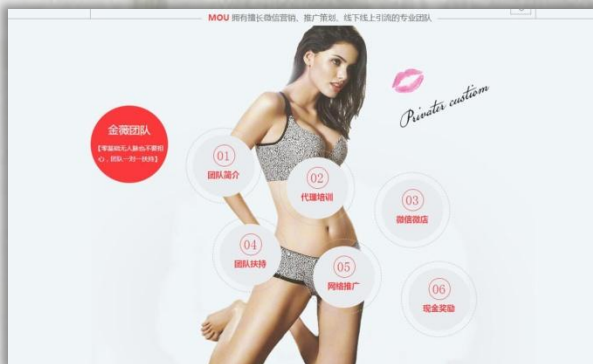 MOU 拥有擅长微信营销、推广策划、线下线上引流的专业团队
Privater custiom
金薇团队
【零基础无人脉也不要担
心，团队一对一扶持】
01
团队简介
02
代理培训
03
微信微店
04
团队扶持
05
网络推广
06
现金奖励